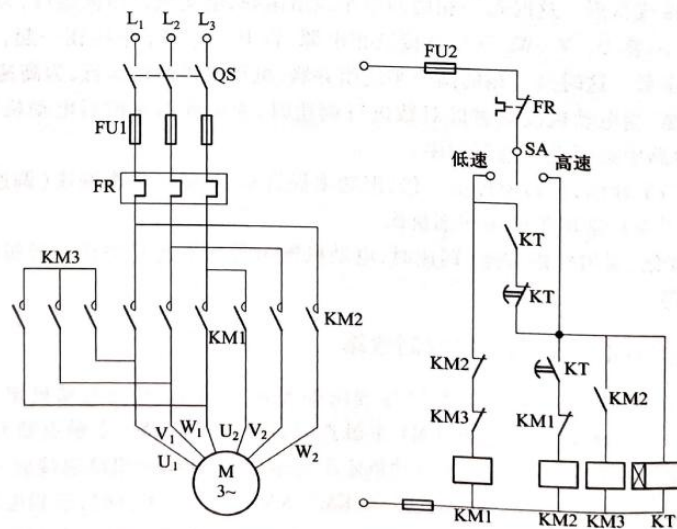 L₁ L₂ L₃
QS
FU1
FR
KM3
KM1
KM2
V₁
W₁
U₂
V₂
U₁
W₂
M
3~
FU2
FR
SA
低速
高速
KT
KT
KM2
KT
KM2
KM3
KM1
KM1
KM2
KM3
KT